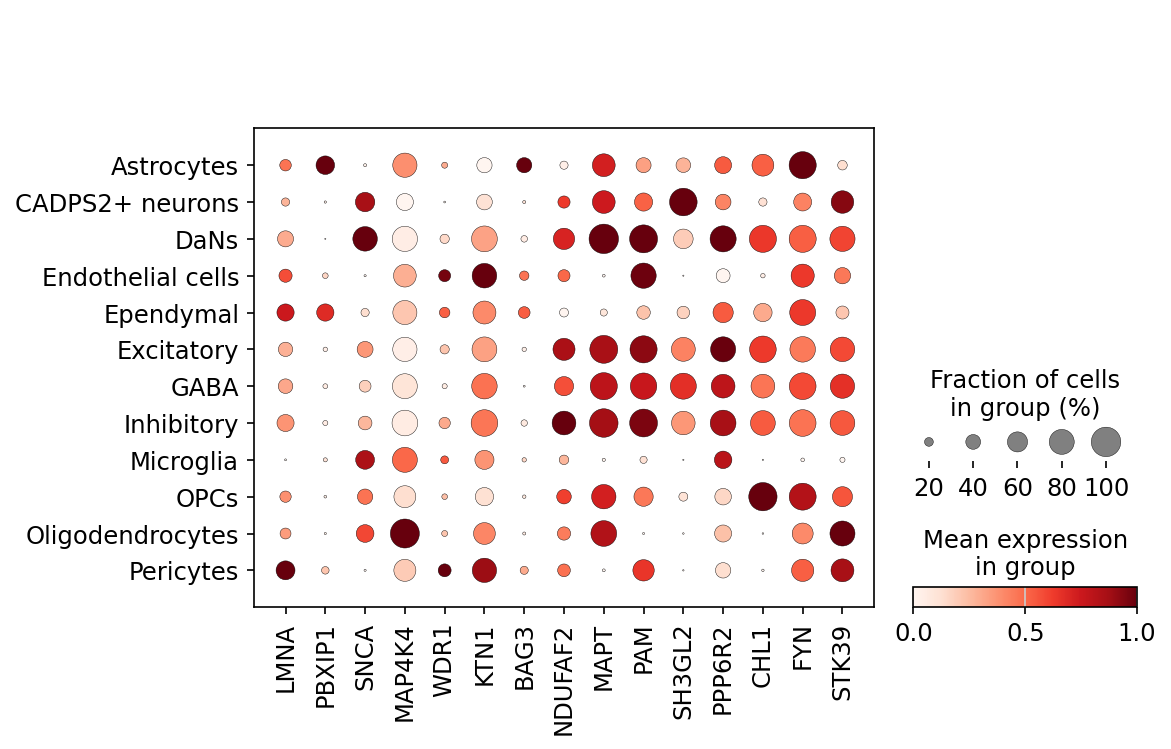 Astrocytes
CADPS2+ neurons
DaNs
Endothelial cells
Ependymal
Excitatory
GABA
Inhibitory
Microglia
OPCs
Oligodendrocytes
Pericytes
LMNA
PBXIP1
SNCA
MAP4K4
WDR1
KTN1
BAG3
NDUFAF2
MAPT
PAM
SH3GL2
PPP6R2
CHL1
FYN
STK39
Fraction of cells
in group (%)
20 40 60 80 100
Mean expression
in group
0.0 0.5 1.0